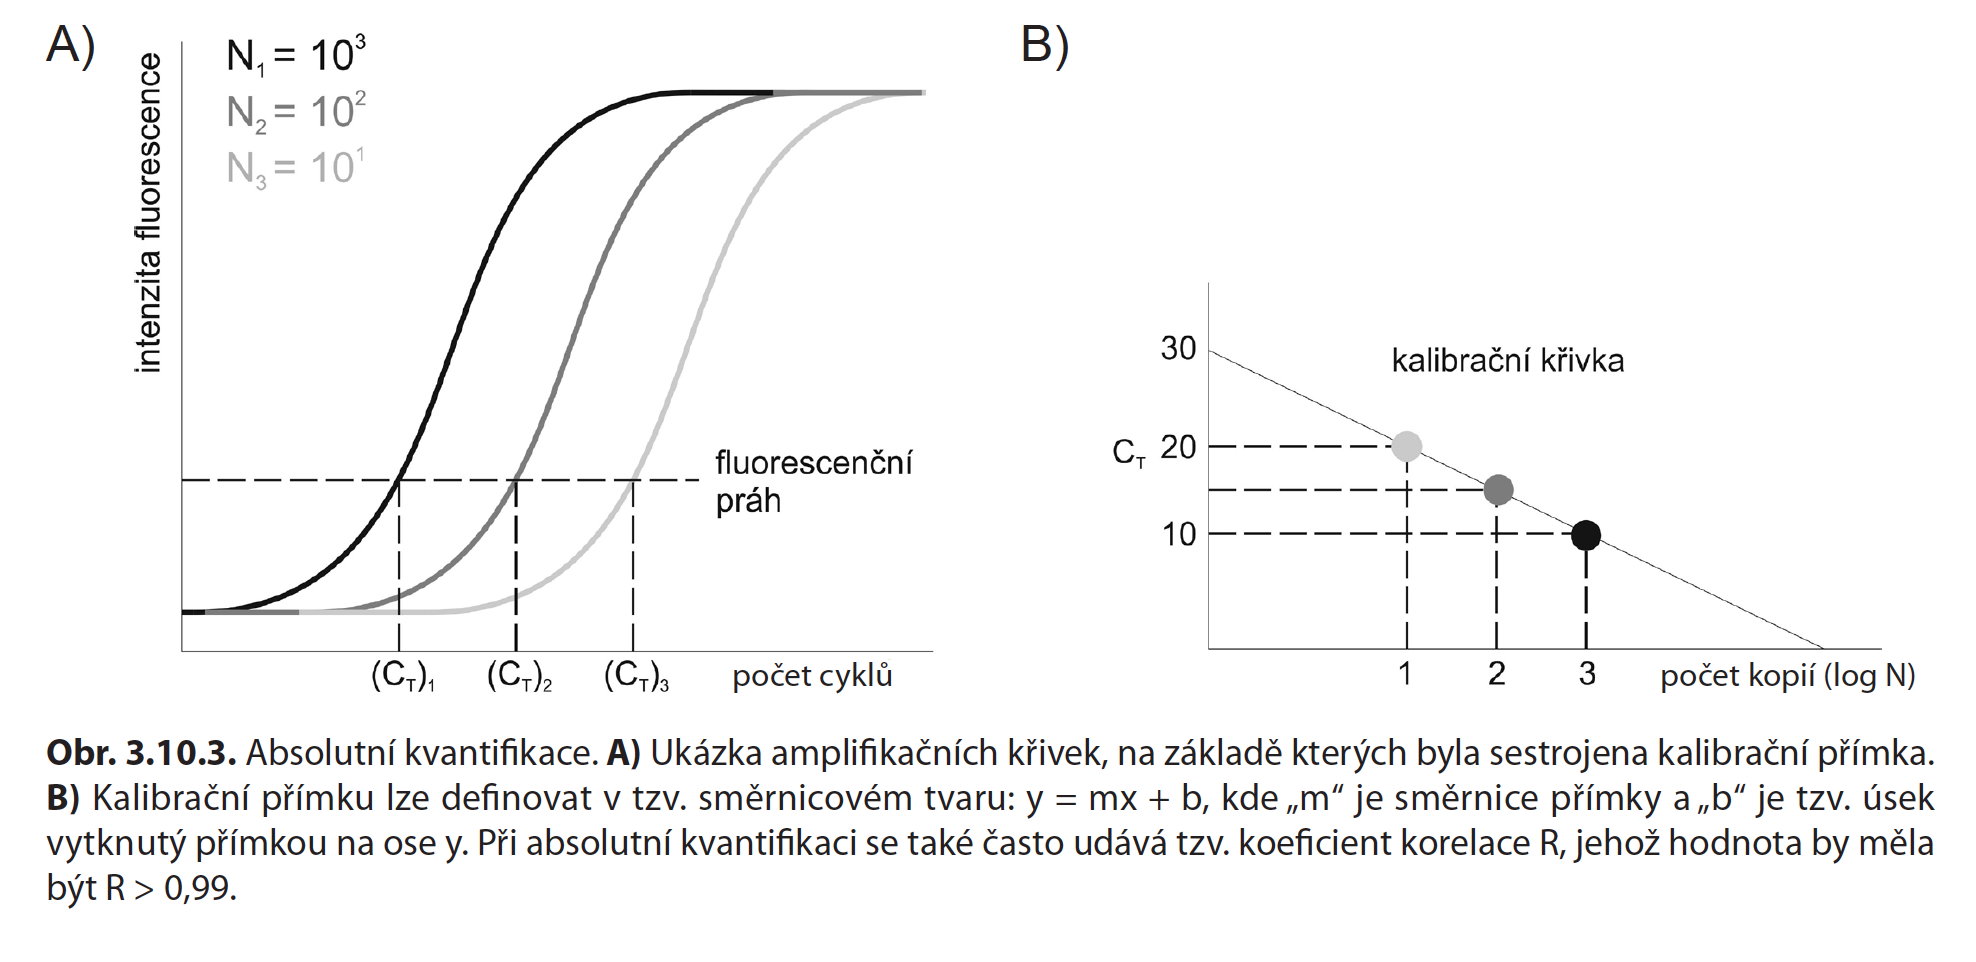 A)
N₁ = 10³
N₂ = 10²
N₃ = 10¹
intenzita fluorescence
fluorescenční
práh
(C_T)₁ (C_T)₂ (C_T)₃ počet cyklů
B)
30
kalibrační křivka
C_T 20
10
1 2 3 počet kopií (log N)
Obr. 3.10.3. Absolutní kvantifikace. A) Ukázka amplifikačních křivek, na základě kterých byla sestrojena kalibrační přímka.
B) Kalibrační přímku lze definovat v tzv. směrnicovém tvaru: y = mx + b, kde „m“ je směrnice přímky a „b“ je tzv. úsek
vytknutý přímkou na ose y. Při absolutní kvantifikaci se také často udává tzv. koeficient korelace R, jehož hodnota by měla
být R > 0,99.